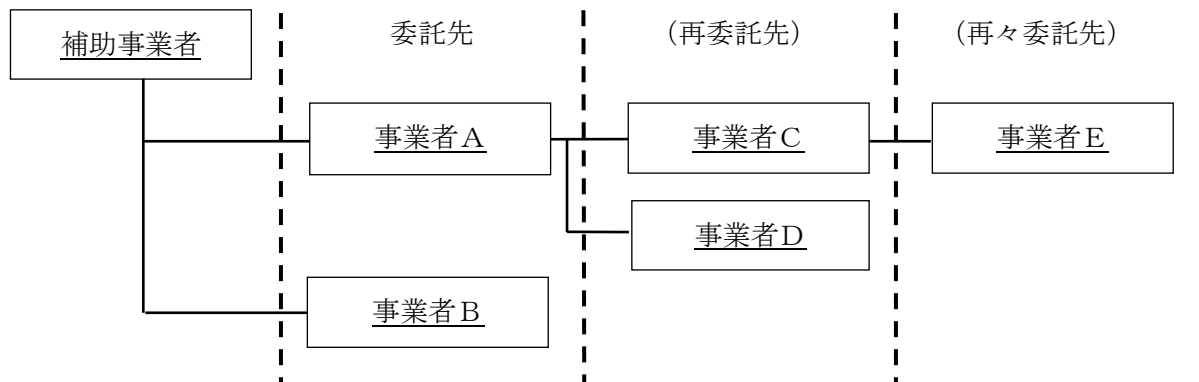 補助事業者
委託先
（再委託先）
（再々委託先）
事業者Ａ
事業者Ｃ
事業者Ｅ
事業者Ｄ
事業者Ｂ